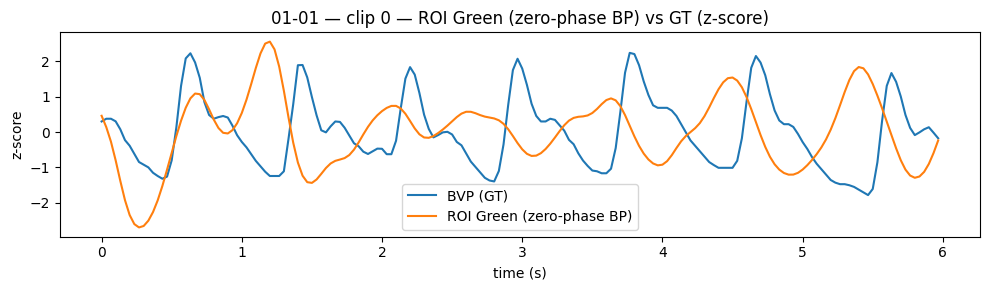 01-01 — clip 0 — ROI Green (zero-phase BP) vs GT (z-score)
z-score
2
1
0
−1
−2
BVP (GT)
ROI Green (zero-phase BP)
0 1 2 3 4 5 6
time (s)